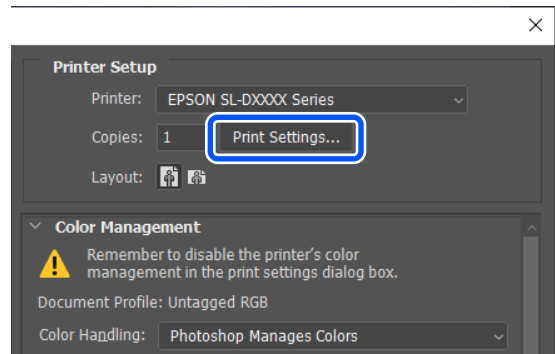 Printer Setup
Printer: EPSON SL-DXXXX Series
Copies: 1 Print Settings...
Layout:
Color Management
Remember to disable the printer's color
management in the print settings dialog box.
Document Profile: Untagged RGB
Color Handling: Photoshop Manages Colors